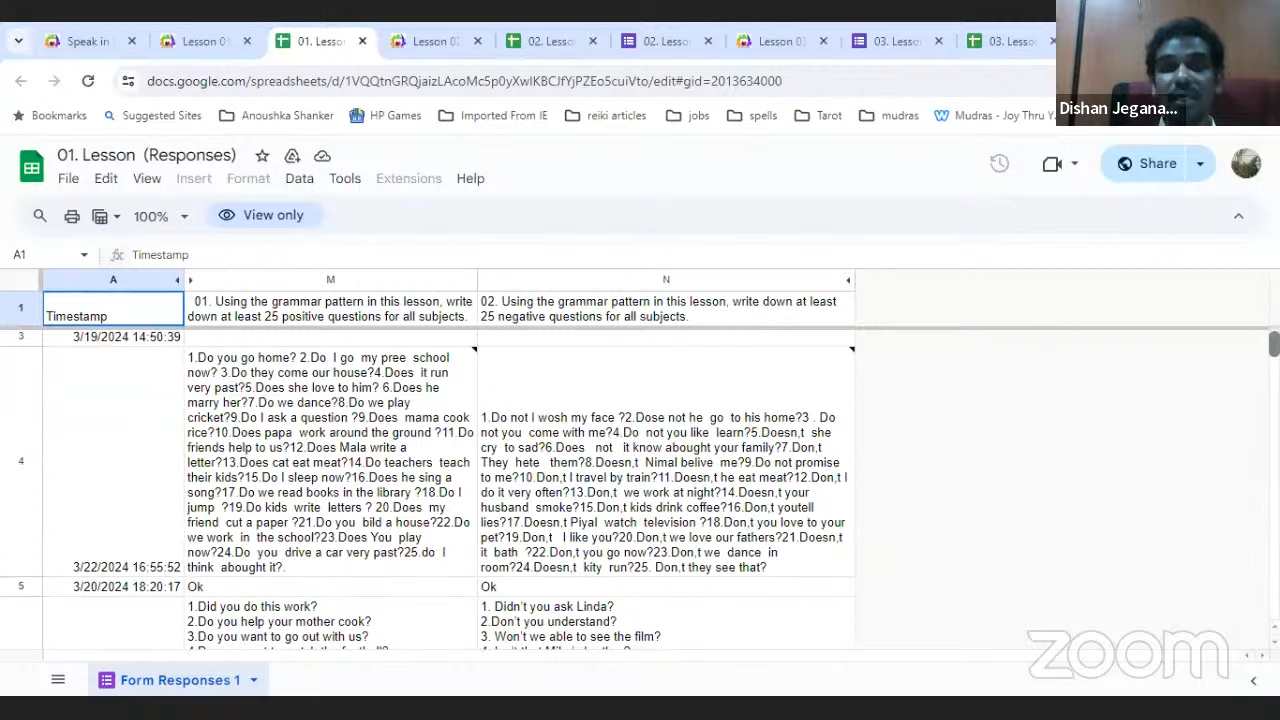 Speak in
Lesson 0
01. Lesso
Lesson 02
02. Lesso
02. Lesso
Lesson 03
03. Lesso
03. Lesso
docs.google.com/spreadsheets/d/1VQQtnGRQjaizLAcoMc5p0yXwIKBCJfYjPZEo5cuiVto/edit#gid=2013634000
Bookmarks
Suggested Sites
Anoushka Shanker
HP Games
Imported From IE
reiki articles
jobs
spells
Tarot
mudras
Mudras - Joy Thru Y
Dishan Jegana...
01. Lesson (Responses)
File Edit View Insert Format Data Tools Extensions Help
Share
100%
View only
A1
fx Timestamp
A M N
1
Timestamp
01. Using the grammar pattern in this lesson, write
down at least 25 positive questions for all subjects.
02. Using the grammar pattern in this lesson, write down at least
25 negative questions for all subjects.
3
3/19/2024 14:50:39
4
3/22/2024 16:55:52
1.Do you go home? 2.Do I go my pree school
now? 3.Do they come our house?4.Does it run
very past?5.Does she love to him? 6.Does he
marry her?7.Do we dance?8.Do we play
cricket?9.Do I ask a question ?9.Does mama cook
rice?10.Does papa work around the ground ?11.Do
friends help to us?12.Does Mala write a
letter?13.Does cat eat meat?14.Do teachers teach
their kids?15.Do I sleep now?16.Does he sing a
song?17.Do we read books in the library ?18.Do I
jump ?19.Do kids write letters ? 20.Does my
friend cut a paper ?21.Do you bild a house?22.Do
we work in the school?23.Does You play
now?24.Do you drive a car very past?25.do I
think abought it?.
1.Do not I wosh my face ?2.Dose not he go to his home?3 . Do
not you come with me?4.Do not you like learn?5.Doesn,t she
cry to sad?6.Does not it know abought your family?7.Don,t
They hete them?8.Doesn,t Nimal belive me?9.Do not promise
to me?10.Don,t I travel by train?11.Doesn,t he eat meat?12.Don,t I
do it very often?13.Don,t we work at night?14.Doesn,t your
husband smoke?15.Don,t kids drink coffee?16.Don,t youtell
lies?17.Doesn,t Piyal watch television ?18.Don,t you love to your
pet?19.Don,t I like you?20.Don,t we love our fathers?21.Doesn,t
it bath ?22.Don,t you go now?23.Don,t we dance in
room?24.Doesn,t kity run?25. Don,t they see that?
5
3/20/2024 18:20:17
Ok
Ok
1.Did you do this work?
2.Do you help your mother cook?
3.Do you want to go out with us?
1. Didn't you ask Linda?
2.Don't you understand?
3. Won't we able to see the film?
zoom
Form Responses 1